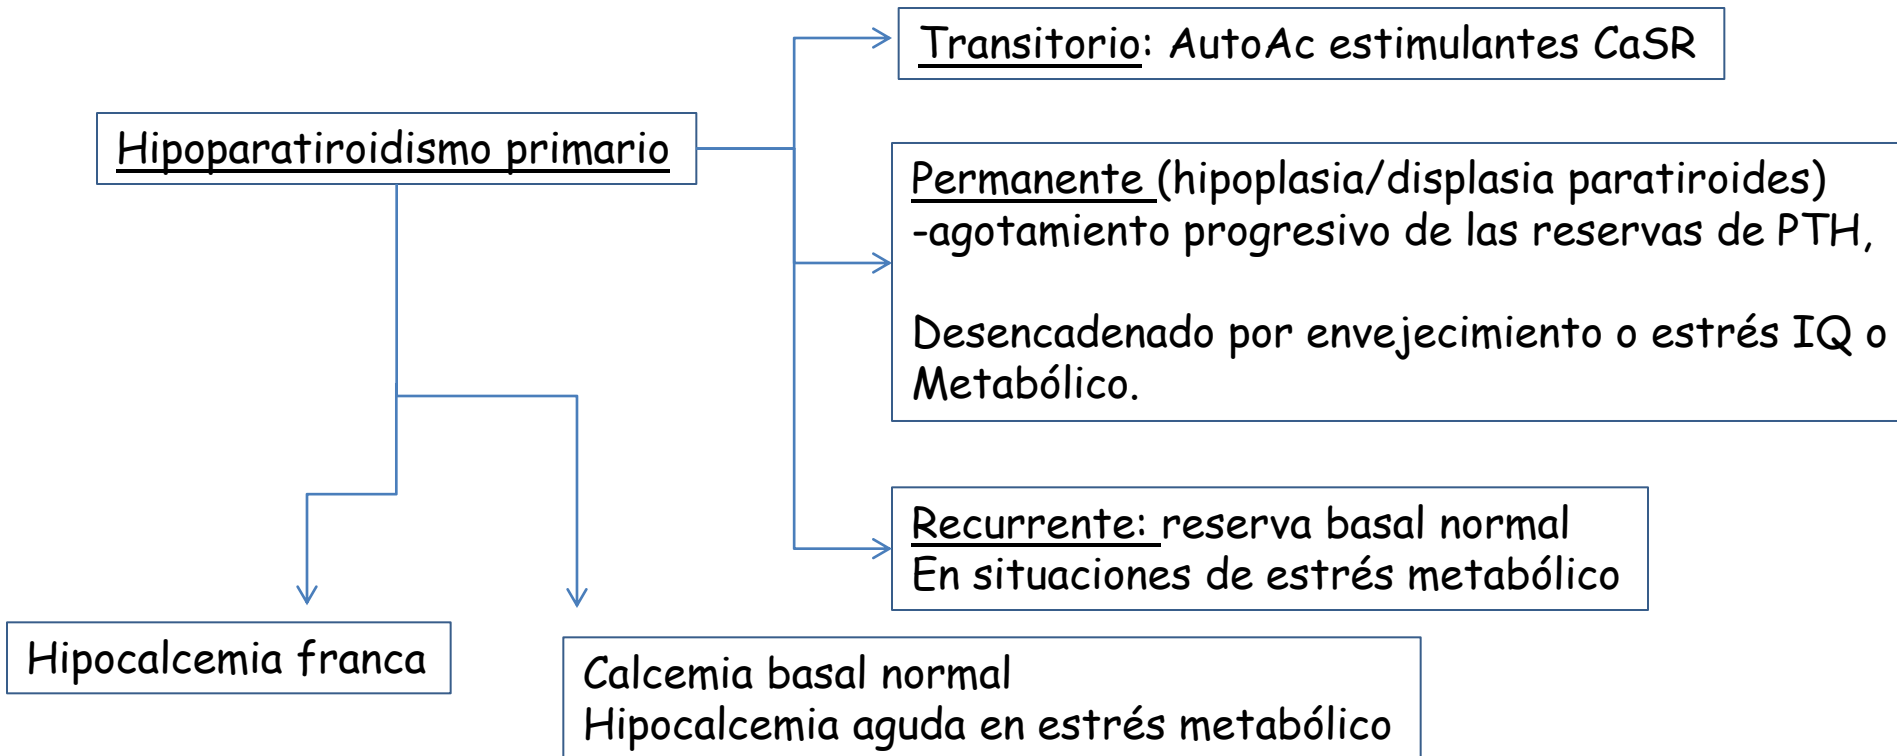 Transitorio: AutoAc estimulantes CaSR
Hipoparatiroidismo primario
Permanente (hipoplasia/displasia paratiroides)
-agotamiento progresivo de las reservas de PTH,
Desencadenado por envejecimiento o estrés IQ o
Metabólico.
Recurrente: reserva basal normal
En situaciones de estrés metabólico
Hipocalcemia franca
Calcemia basal normal
Hipocalcemia aguda en estrés metabólico